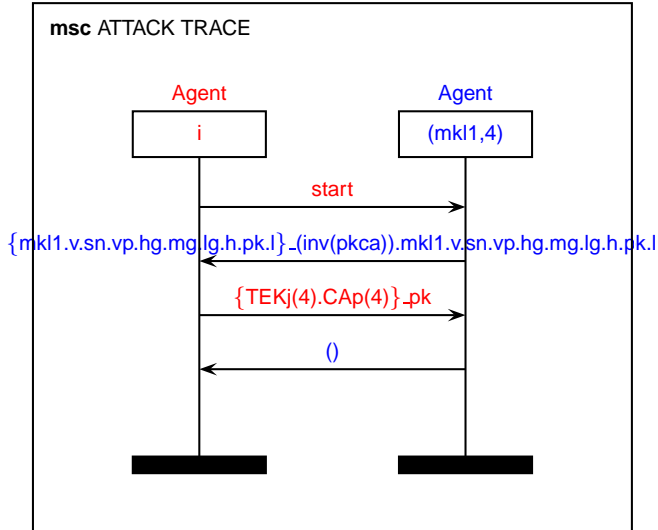 msc ATTACK TRACE
Agent Agent
i (mkl1,4)
start
{mkl1.v.sn.vp.hg.mg.lg.h.pk.l}_(inv(pkca)).mkl1.v.sn.vp.hg.mg.lg.h.pk.l
{TEKj(4).CAp(4)}_pk
()